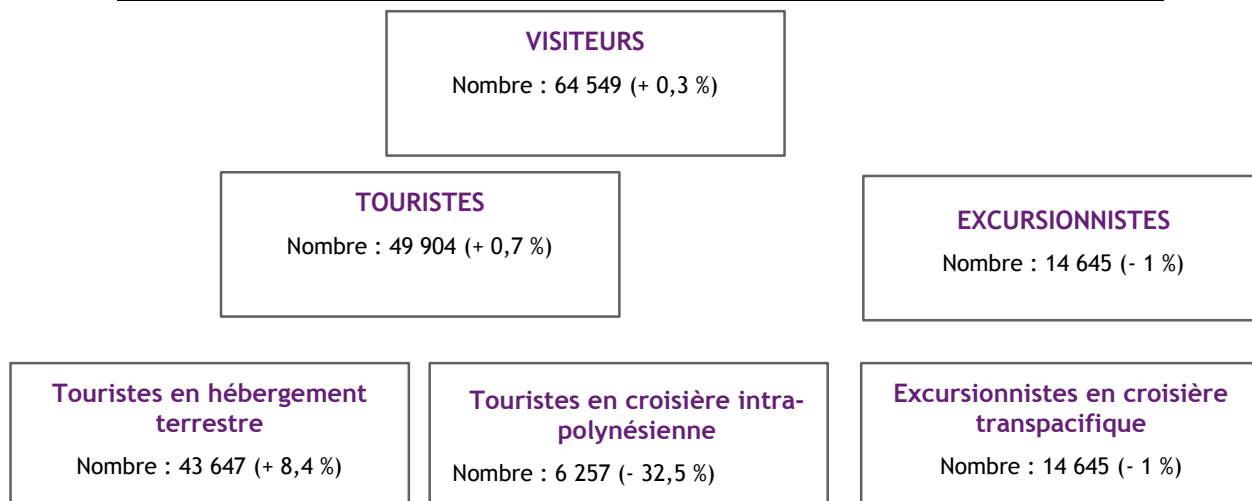 VISITEURS
Nombre : 64 549 (+ 0,3 %)
TOURISTES
Nombre : 49 904 (+ 0,7 %)
EXCURSIONNISTES
Nombre : 14 645 (- 1 %)
Touristes en hébergement
terrestre
Nombre : 43 647 (+ 8,4 %)
Touristes en croisière intra-
polynésienne
Nombre : 6 257 (- 32,5 %)
Excursionnistes en croisière
transpacifique
Nombre : 14 645 (- 1 %)